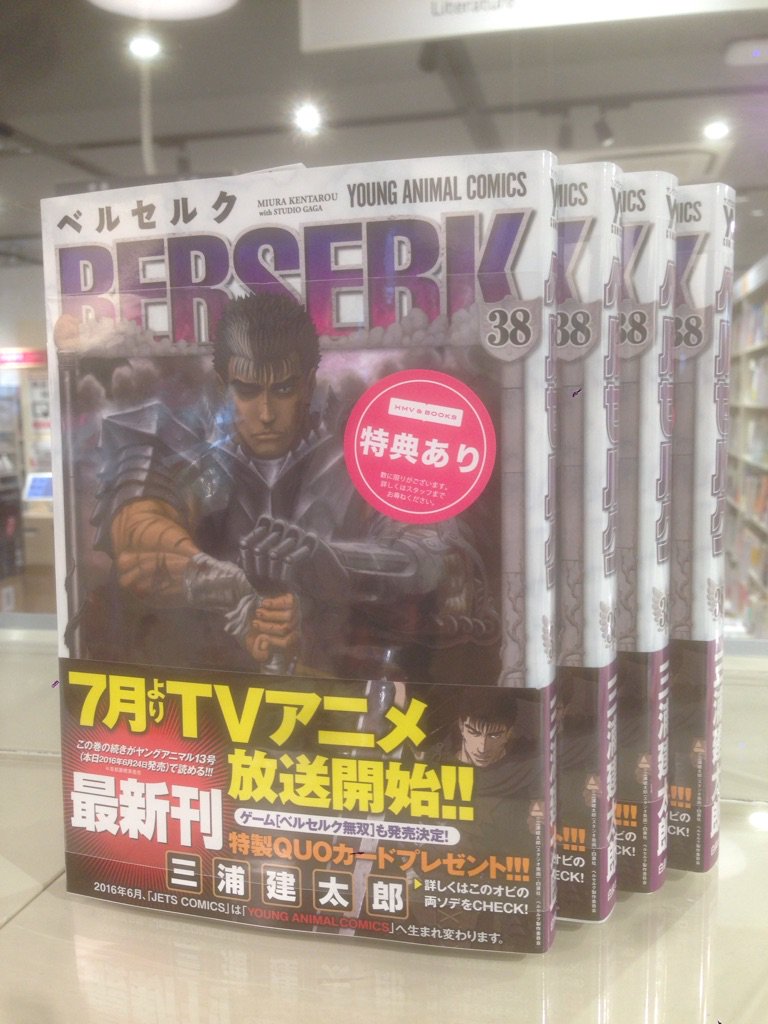 Literature
ベルセルク
MIURA KENTAROU
with STUDIO GAGA
YOUNG ANIMAL COMICS
BERSERK
38
38
38
38
HMV & BOOKS
特典あり
数に限りがございます。
詳しくはスタッフまで
お尋ねください。
7月よりTVアニメ
放送開始!!
この巻の続きがヤングアニマル13号
(本日2016年6月24日発売)で読める!!!
最新刊
ゲーム[ベルセルク無双]も発売決定!
特製QUOカードプレゼント!!!
三浦建太郎
▶詳しくはこのオビの
両ソデをCHECK!
2016年6月、「JETS COMICS」は「YOUNG ANIMAL COMICS」へ生まれ変わります。